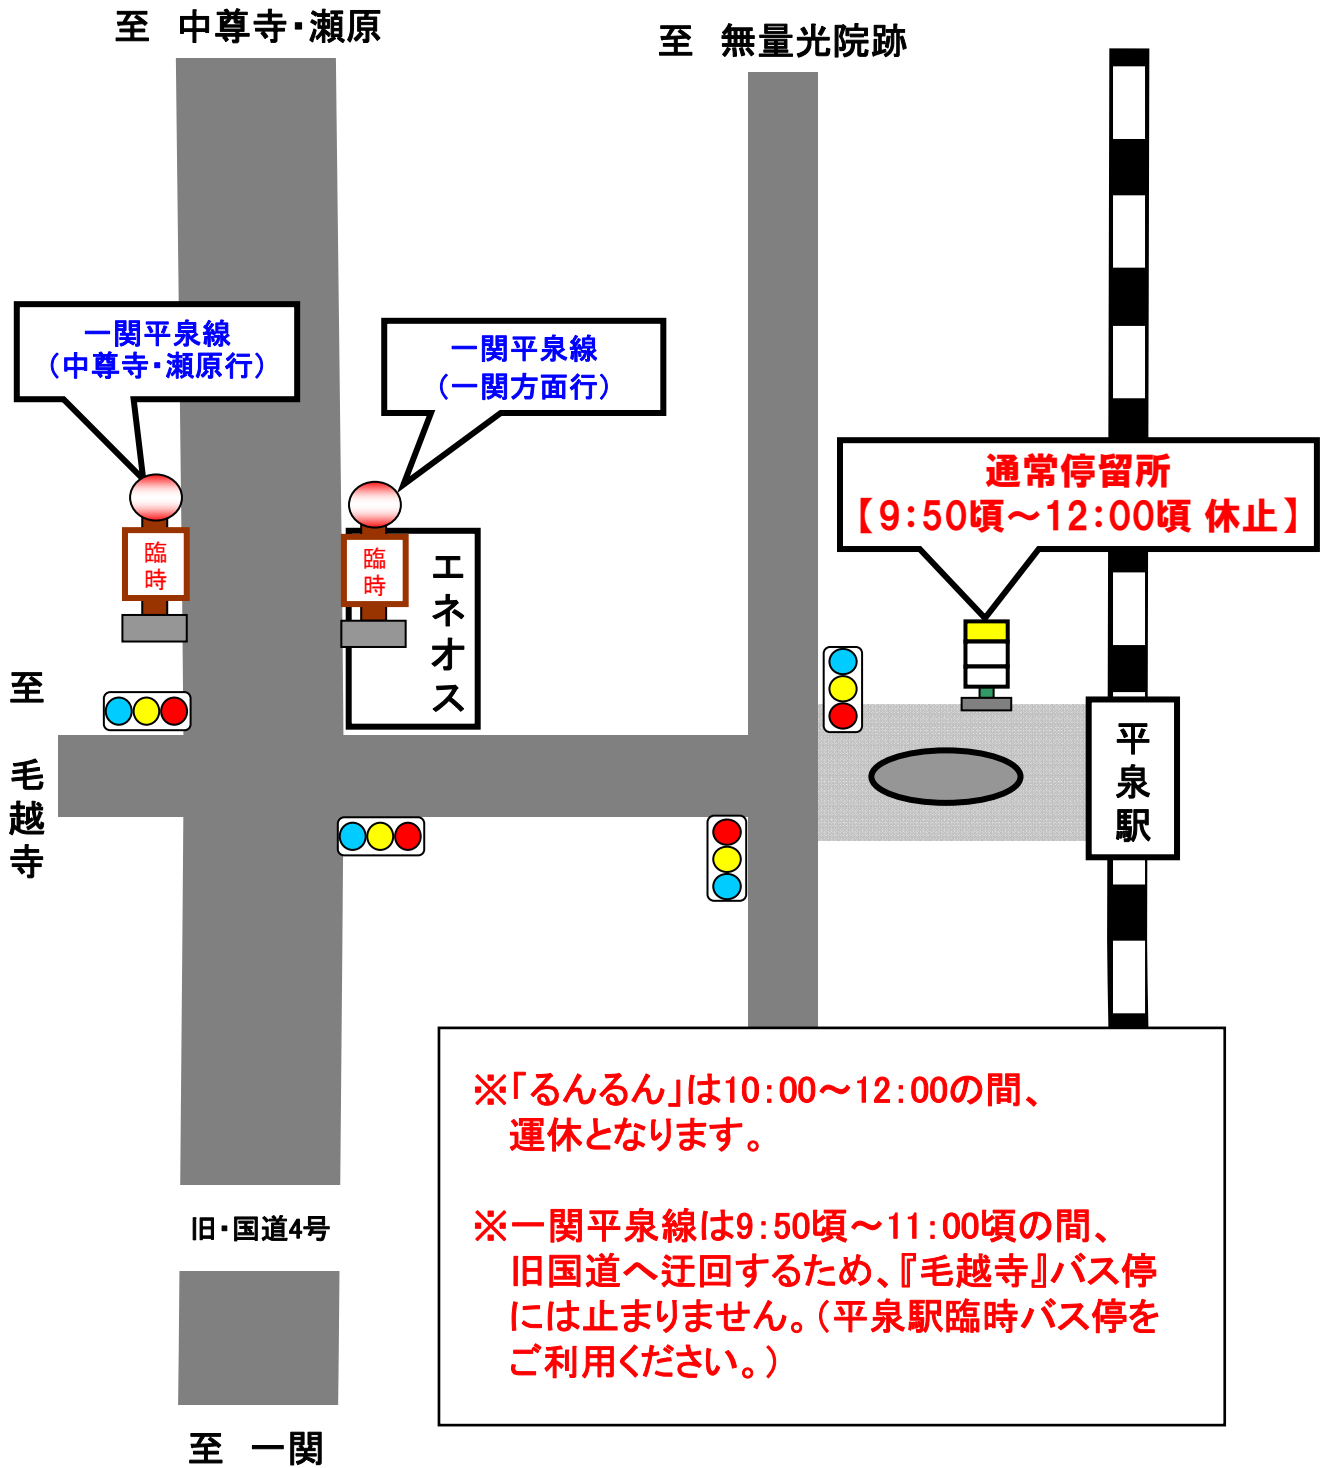 至　中尊寺・瀬原
至　無量光院跡
一関平泉線
（中尊寺・瀬原行）
一関平泉線
（一関方面行）
通常停留所
【９：５０頃～１２：００頃 休止】
臨時
臨時
エネオス
至　毛越寺
平泉駅
※「るんるん」は10：00～12：00の間、
運休となります。
※一関平泉線は9：50頃～11：00頃の間、
旧国道へ迂回するため、『毛越寺』バス停
には止まりません。（平泉駅臨時バス停を
ご利用ください。）
旧・国道4号
至　一関